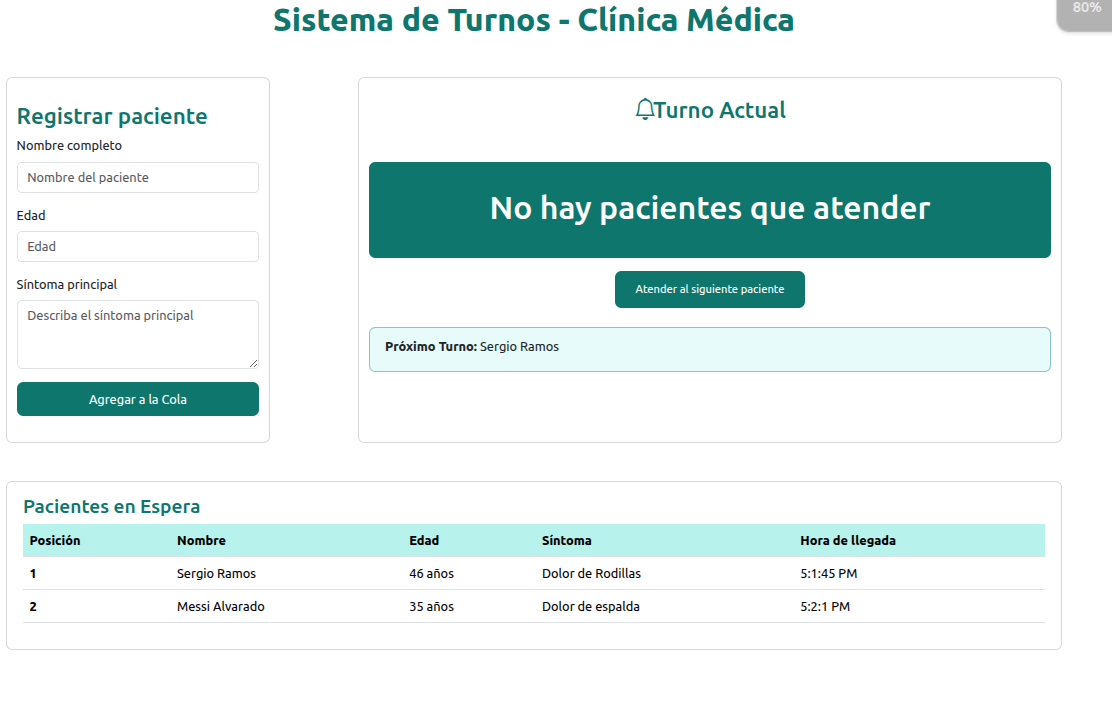 Sistema de Turnos - Clínica Médica
80%
Registrar paciente
Nombre completo
Nombre del paciente
Edad
Edad
Síntoma principal
Describa el síntoma principal
Agregar a la Cola
Turno Actual
No hay pacientes que atender
Atender al siguiente paciente
Próximo Turno: Sergio Ramos
Pacientes en Espera
Posición Nombre Edad Síntoma Hora de llegada
1 Sergio Ramos 46 años Dolor de Rodillas 5:1:45 PM
2 Messi Alvarado 35 años Dolor de espalda 5:2:1 PM